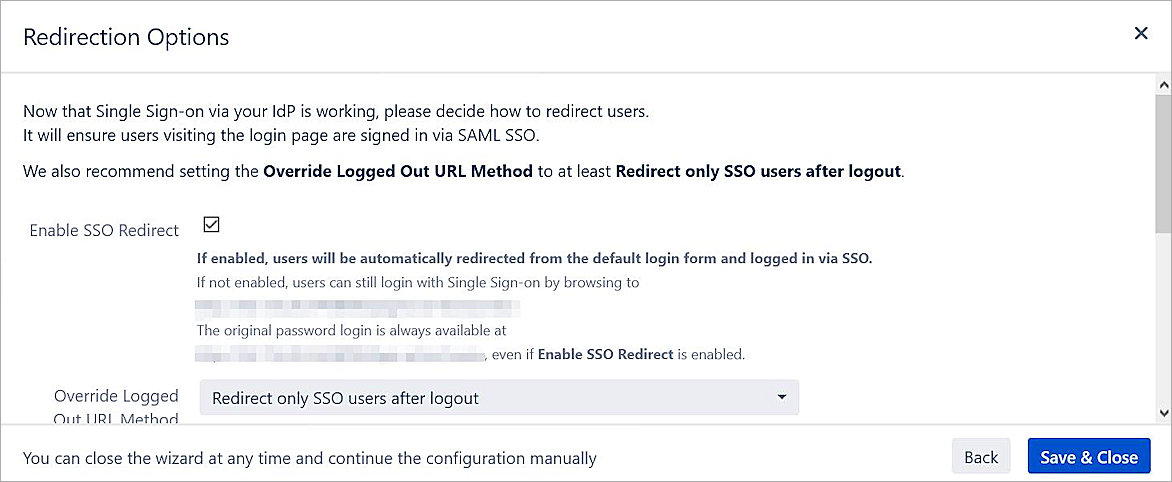 Redirection Options
Now that Single Sign-on via your IdP is working, please decide how to redirect users.
It will ensure users visiting the login page are signed in via SAML SSO.
We also recommend setting the Override Logged Out URL Method to at least Redirect only SSO users after logout.
Enable SSO Redirect
If enabled, users will be automatically redirected from the default login form and logged in via SSO.
If not enabled, users can still login with Single Sign-on by browsing to
The original password login is always available at
, even if Enable SSO Redirect is enabled.
Override Logged
Out URL Method
Redirect only SSO users after logout
You can close the wizard at any time and continue the configuration manually
Back
Save & Close